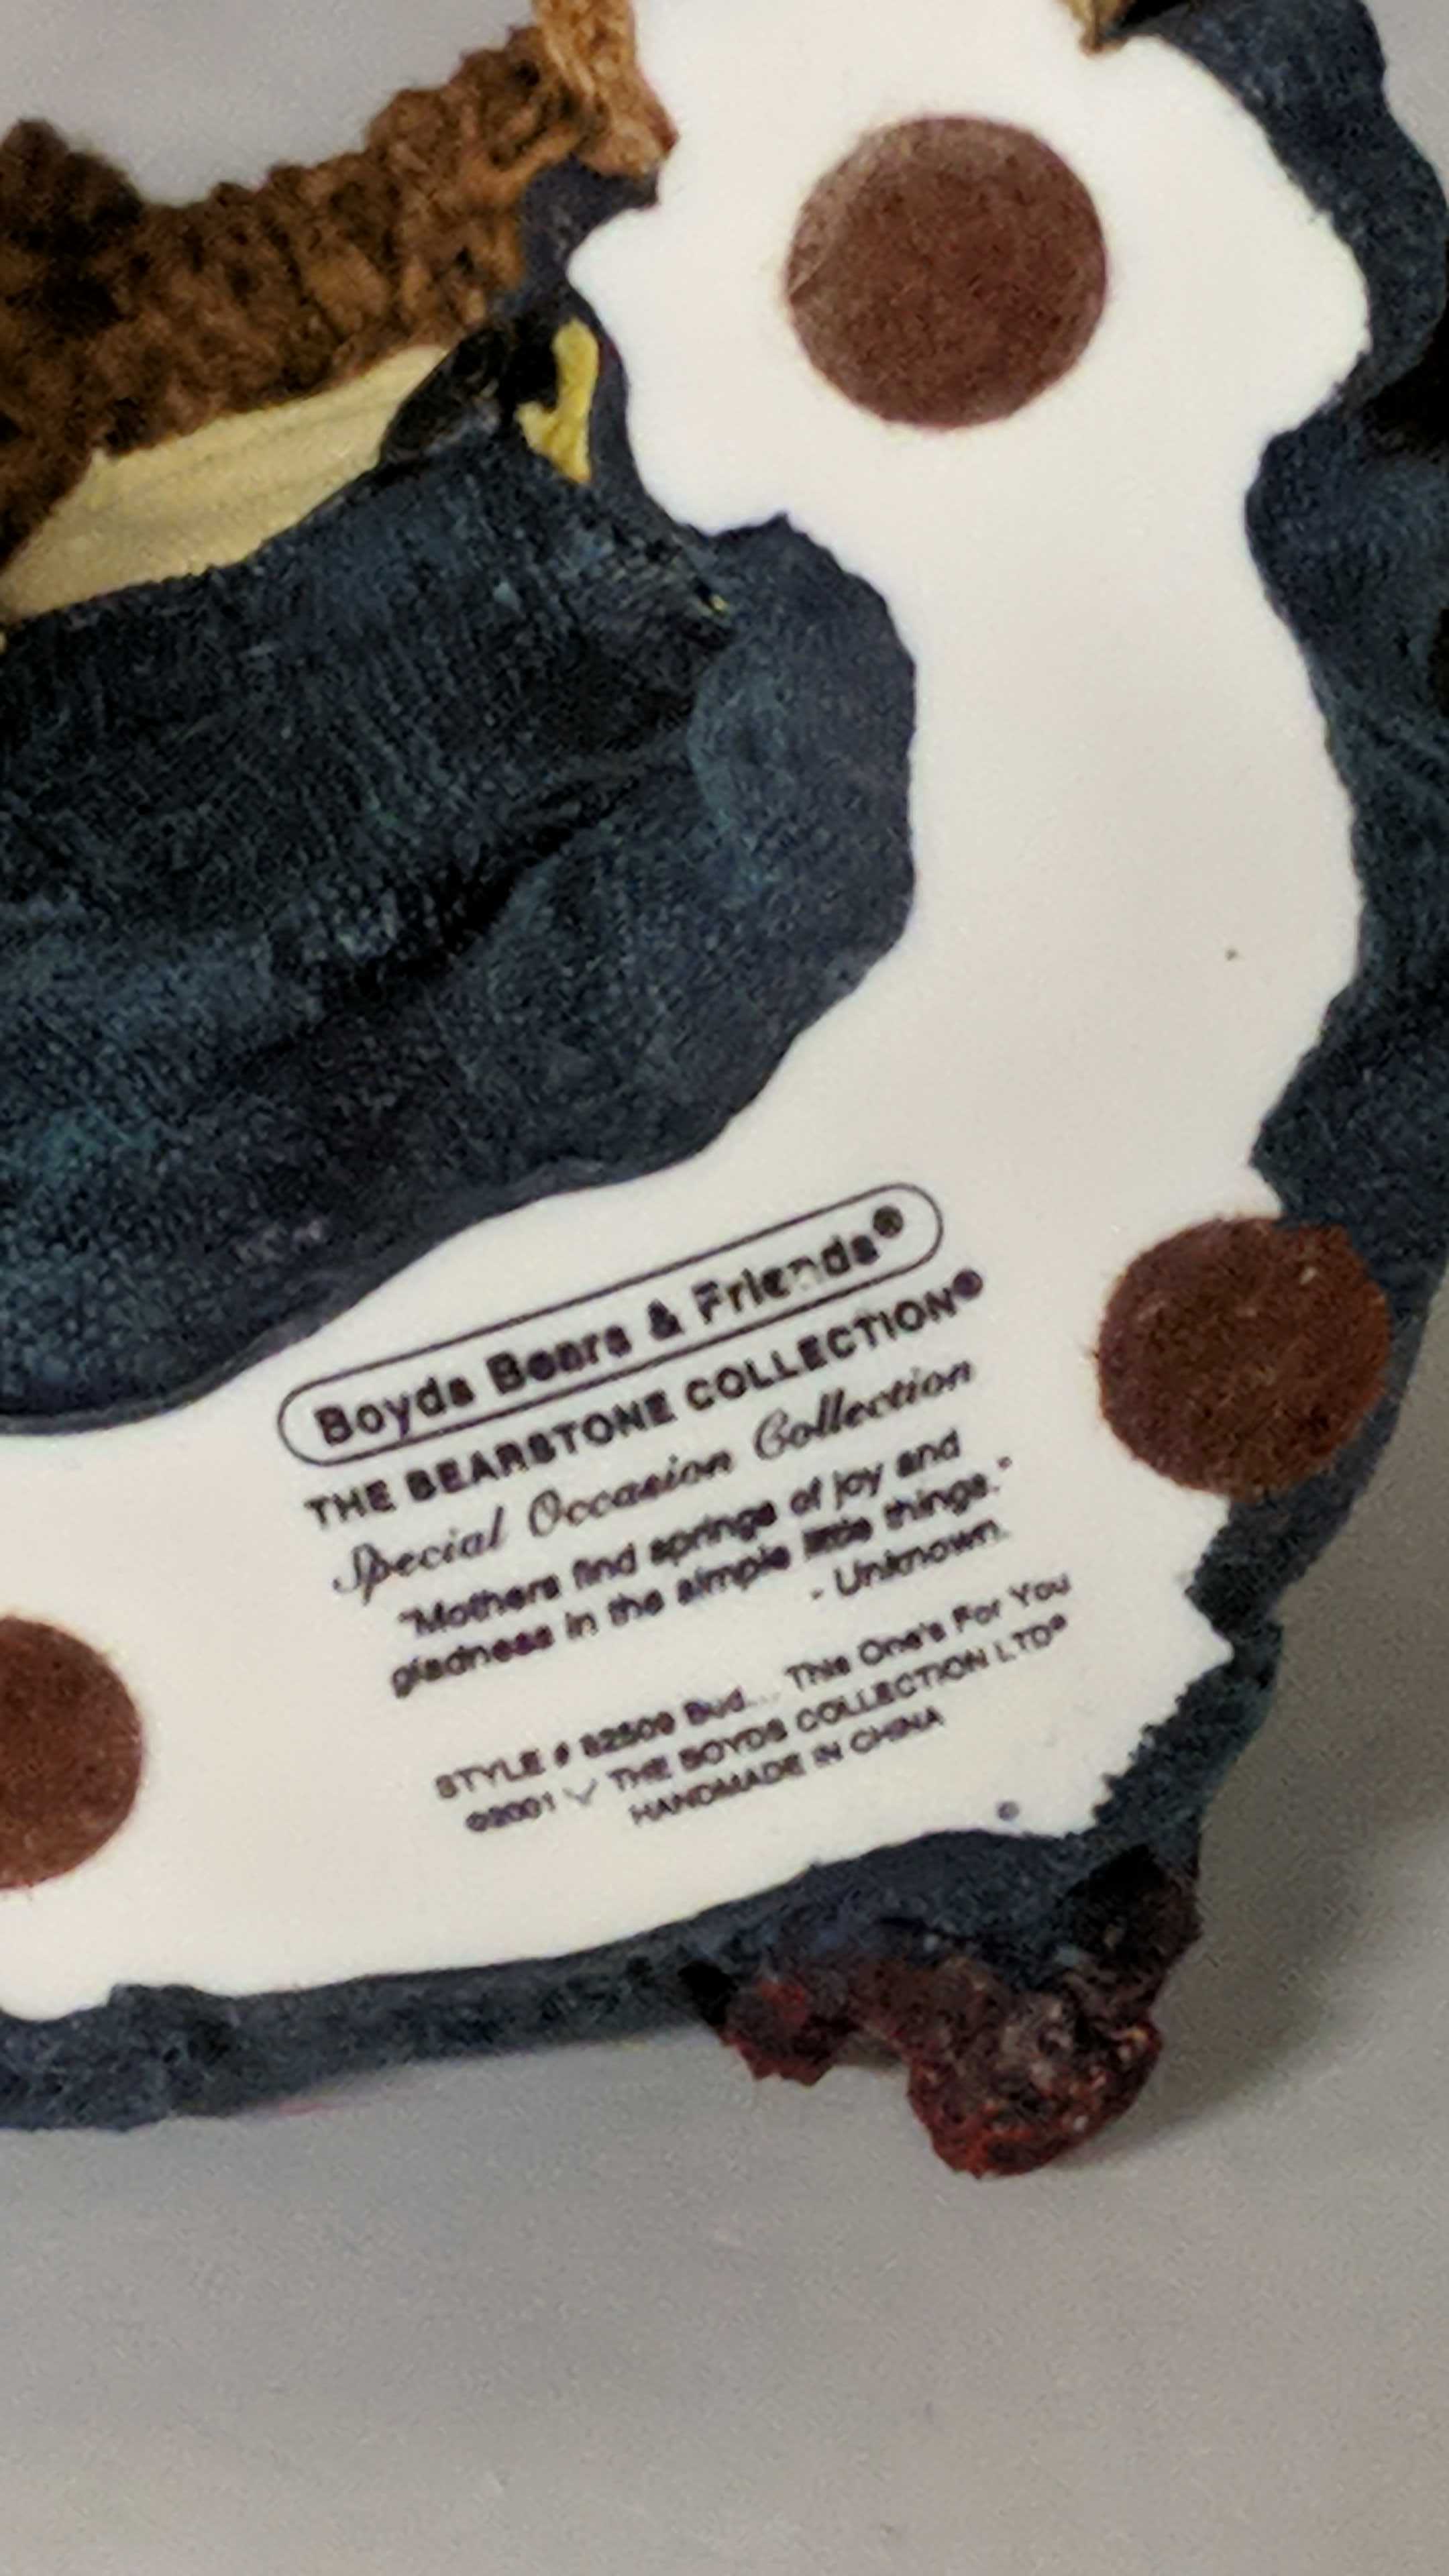 Boyds Bears & Friends®
THE BEARSTONE COLLECTION®
Special Occasion Collection
"Mothers find springs of joy and
gladness in the simple little things."
- Unknown.
STYLE # 82509 Bud... This One's For You
©2001 THE BOYDS COLLECTION LTD®
HANDMADE IN CHINA